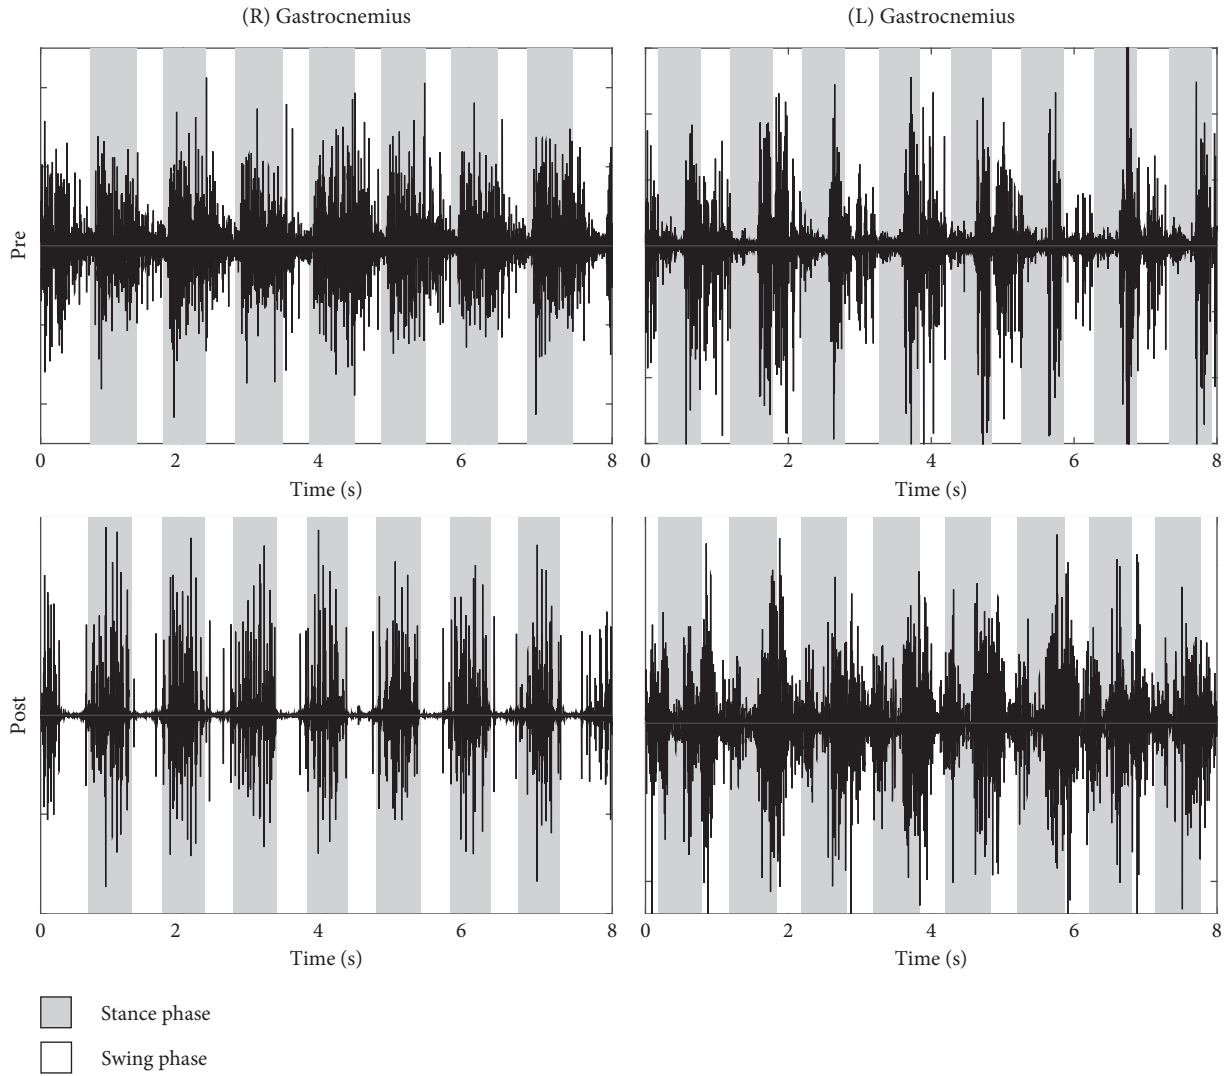 (R) Gastrocnemius
(L) Gastrocnemius
Pre
0 2 4 6 8
Time (s)
0 2 4 6 8
Time (s)
Post
0 2 4 6 8
Time (s)
0 2 4 6 8
Time (s)
Stance phase
Swing phase